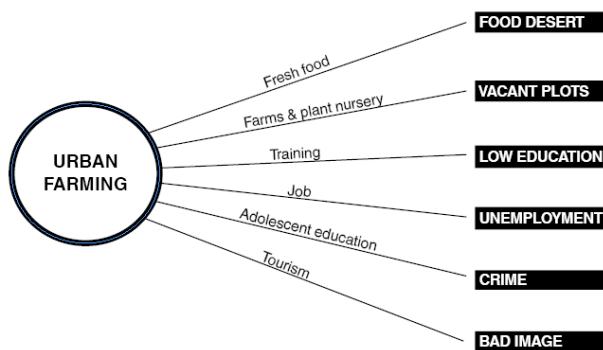 URBAN
FARMING
Fresh food
FOOD DESERT
Farms & plant nursery
VACANT PLOTS
Training
LOW EDUCATION
Job
UNEMPLOYMENT
Adolescent education
CRIME
Tourism
BAD IMAGE